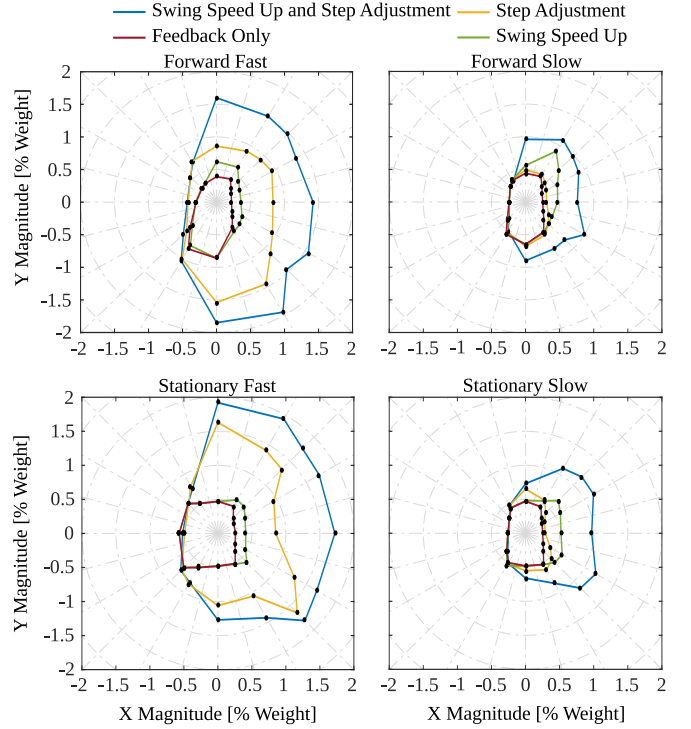 Swing Speed Up and Step Adjustment Step Adjustment
Feedback Only Swing Speed Up
Forward Fast Forward Slow
2
1.5
1
0.5
0
-0.5
-1
-1.5
-2
Y Magnitude [% Weight]
-2 -1.5 -1 -0.5 0 0.5 1 1.5 2 -2 -1.5 -1 -0.5 0 0.5 1 1.5 2
Stationary Fast Stationary Slow
2
1.5
1
0.5
0
-0.5
-1
-1.5
-2
Y Magnitude [% Weight]
-2 -1.5 -1 -0.5 0 0.5 1 1.5 2 -2 -1.5 -1 -0.5 0 0.5 1 1.5 2
X Magnitude [% Weight] X Magnitude [% Weight]